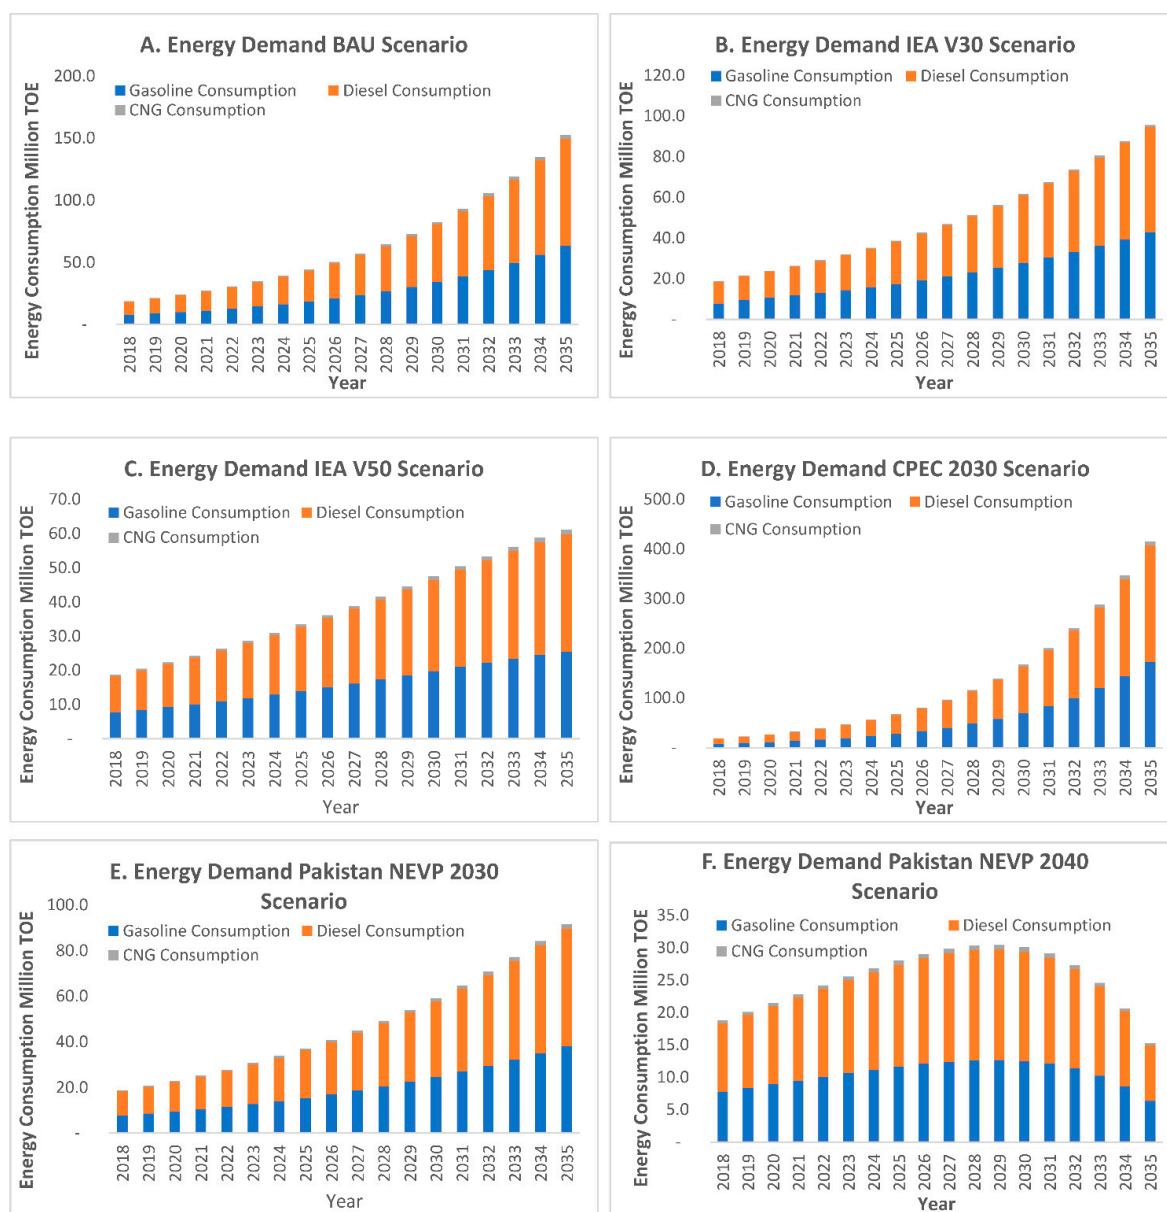 A. Energy Demand BAU Scenario
Energy Consumption Million TOE
200.0
150.0
100.0
50.0
-
Gasoline Consumption
Diesel Consumption
CNG Consumption
2018 2019 2020 2021 2022 2023 2024 2025 2026 2027 2028 2029 2030 2031 2032 2033 2034 2035
Year
B. Energy Demand IEA V30 Scenario
Energy Consumption Million TOE
120.0
100.0
80.0
60.0
40.0
20.0
-
Gasoline Consumption
Diesel Consumption
CNG Consumption
2018 2019 2020 2021 2022 2023 2024 2025 2026 2027 2028 2029 2030 2031 2032 2033 2034 2035
Year
C. Energy Demand IEA V50 Scenario
Energy Consumption Million TOE
70.0
60.0
50.0
40.0
30.0
20.0
10.0
-
Gasoline Consumption
Diesel Consumption
CNG Consumption
2018 2019 2020 2021 2022 2023 2024 2025 2026 2027 2028 2029 2030 2031 2032 2033 2034 2035
Year
D. Energy Demand CPEC 2030 Scenario
Energy Consumption Million TOE
500.0
400.0
300.0
200.0
100.0
-
Gasoline Consumption
Diesel Consumption
CNG Consumption
2018 2019 2020 2021 2022 2023 2024 2025 2026 2027 2028 2029 2030 2031 2032 2033 2034 2035
Year
E. Energy Demand Pakistan NEVP 2030
Scenario
Energy Consumption Million TOE
100.0
80.0
60.0
40.0
20.0
-
Gasoline Consumption
Diesel Consumption
CNG Consumption
2018 2019 2020 2021 2022 2023 2024 2025 2026 2027 2028 2029 2030 2031 2032 2033 2034 2035
Year
F. Energy Demand Pakistan NEVP 2040
Scenario
Energy Consumption Million TOE
35.0
30.0
25.0
20.0
15.0
10.0
5.0
-
Gasoline Consumption
Diesel Consumption
CNG Consumption
2018 2019 2020 2021 2022 2023 2024 2025 2026 2027 2028 2029 2030 2031 2032 2033 2034 2035
Year